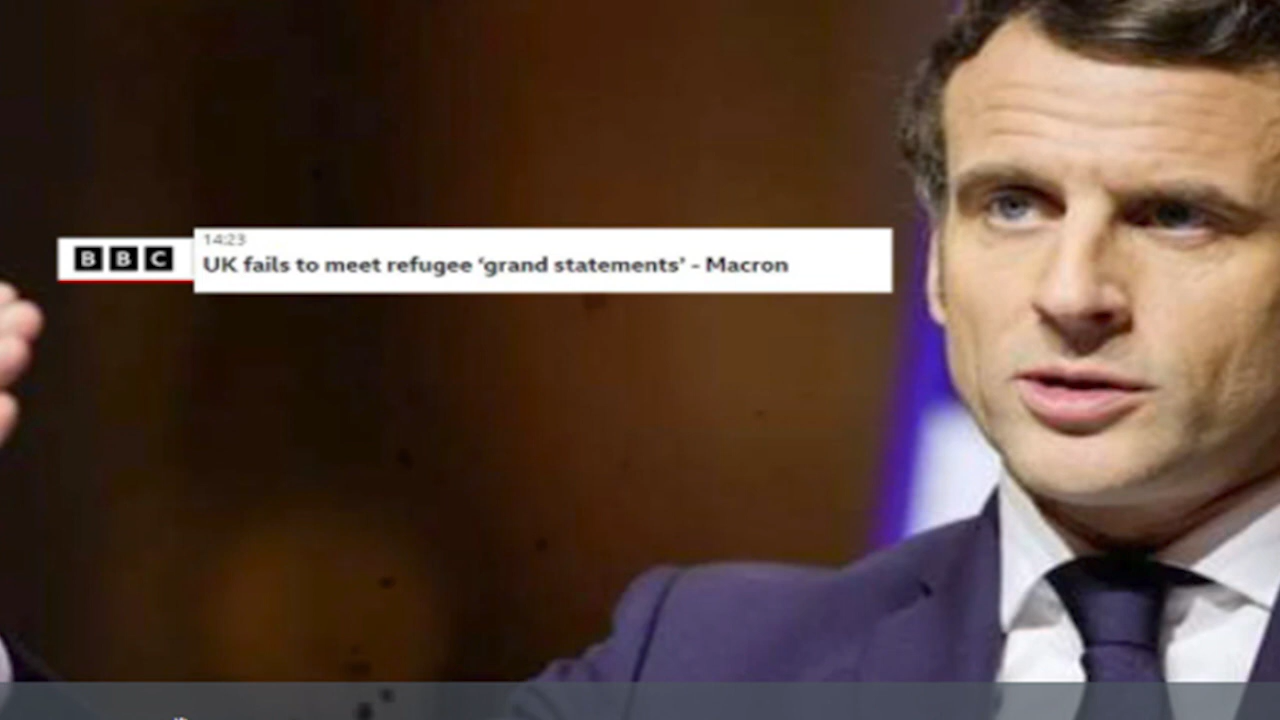 BBC
14:23
UK fails to meet refugee ‘grand statements’ - Macron